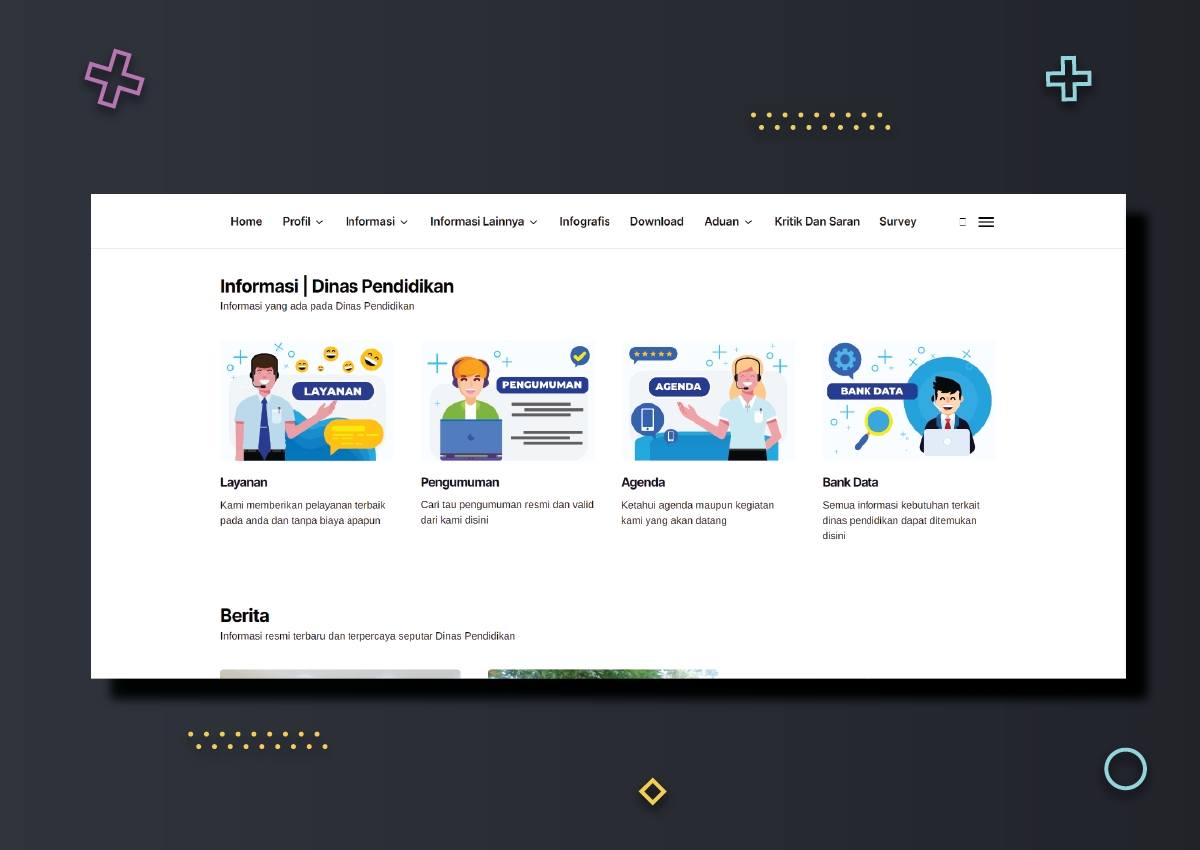 Home Profil Informasi Informasi Lainnya Infografis Download Aduan Kritik Dan Saran Survey
Informasi | Dinas Pendidikan
Informasi yang ada pada Dinas Pendidikan
LAYANAN
PENGUMUMAN
AGENDA
BANK DATA
Layanan
Kami memberikan pelayanan terbaik
pada anda dan tanpa biaya apapun
Pengumuman
Cari tau pengumuman resmi dan valid
dari kami disini
Agenda
Ketahui agenda maupun kegiatan
kami yang akan datang
Bank Data
Semua informasi kebutuhan terkait
dinas pendidikan dapat ditemukan
disini
Berita
Informasi resmi terbaru dan terpercaya seputar Dinas Pendidikan